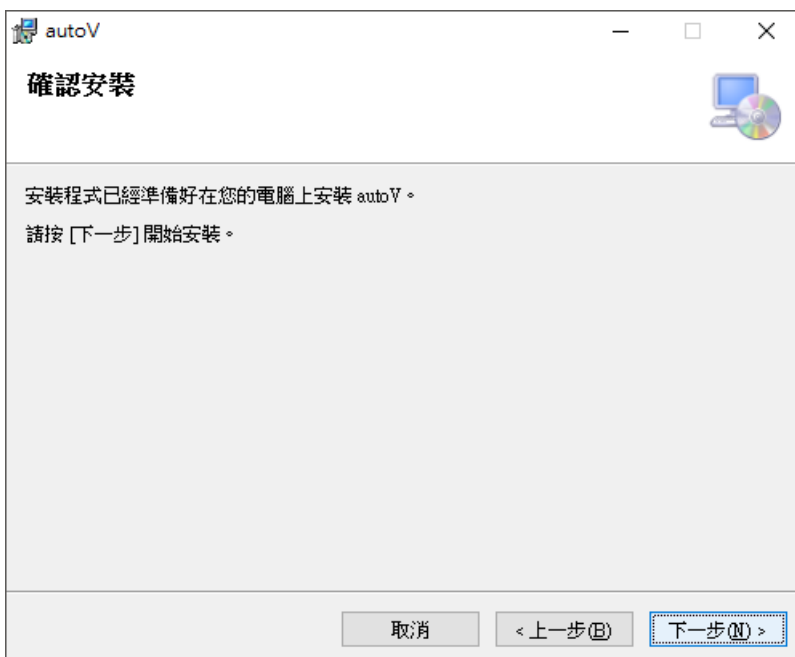 autoV
確認安裝
安裝程式已經準備好在您的電腦上安裝 autoV。
請按 [下一步] 開始安裝。
取消
< 上一步(B)
下一步(N) >